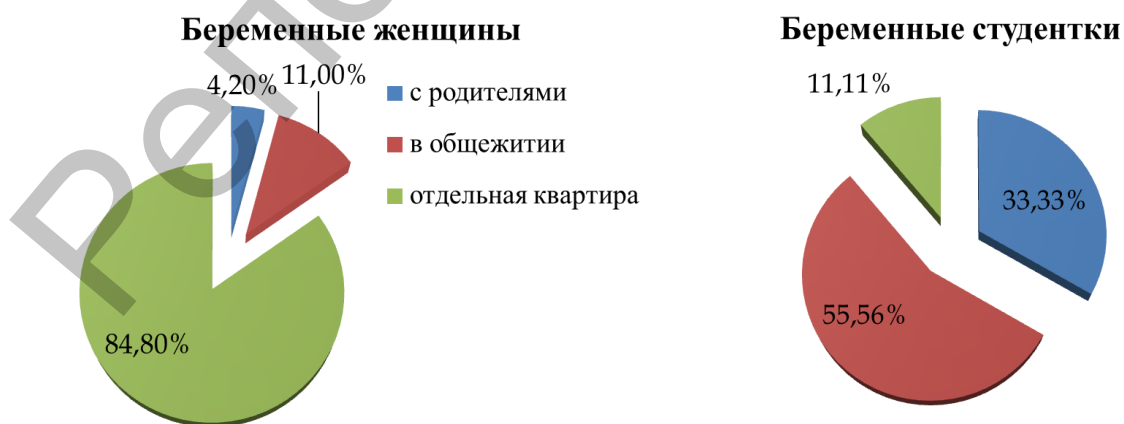 Беременные женщины
4,20%
11,00%
с родителями
в общежитии
отдельная квартира
84,80%
Беременные студентки
11,11%
33,33%
55,56%
Репо